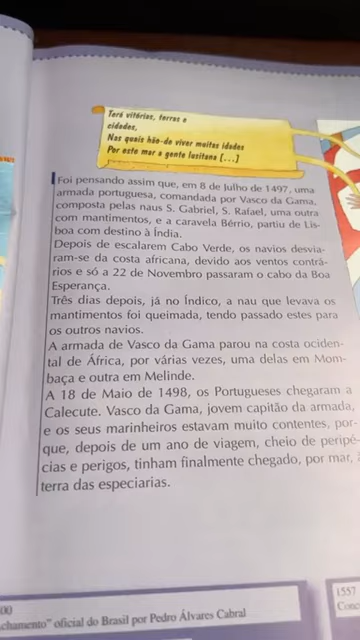 Terá vitórias, terras e
cidades,
Nas quais hão-de viver muitas idades
Por este mar a gente lusitana [...]
Foi pensando assim que, em 8 de Julho de 1497, uma
armada portuguesa, comandada por Vasco da Gama,
composta pelas naus S. Gabriel, S. Rafael, uma outra
com mantimentos, e a caravela Bérrio, partiu de Lis-
boa com destino à Índia.
Depois de escalarem Cabo Verde, os navios desvia-
ram-se da costa africana, devido aos ventos contrá-
rios e só a 22 de Novembro passaram o cabo da Boa
Esperança.
Três dias depois, já no Índico, a nau que levava os
mantimentos foi queimada, tendo passado estes para
os outros navios.
A armada de Vasco da Gama parou na costa ociden-
tal de África, por várias vezes, uma delas em Mom-
baça e outra em Melinde.
A 18 de Maio de 1498, os Portugueses chegaram a
Calecute. Vasco da Gama, jovem capitão da armada,
e os seus marinheiros estavam muito contentes, por-
que, depois de um ano de viagem, cheio de peripé-
cias e perigos, tinham finalmente chegado, por mar, à
terra das especiarias.
00
chamento" oficial do Brasil por Pedro Álvares Cabral
1557
Conc